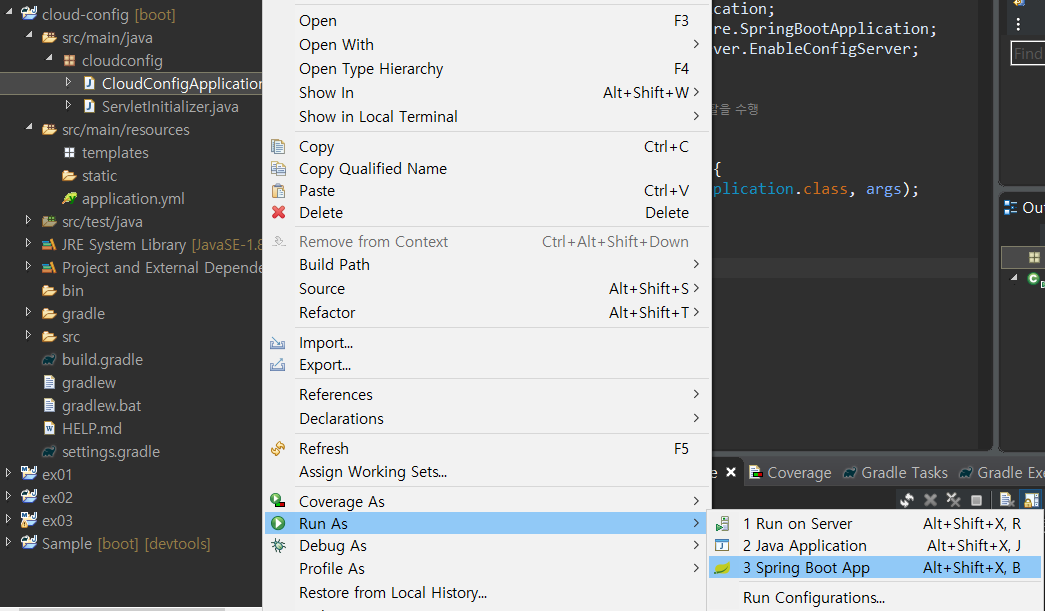 cloud-config [boot]
src/main/java
cloudconfig
CloudConfigApplication
ServletInitializer.java
src/main/resources
templates
static
application.yml
src/test/java
JRE System Library [JavaSE-1.8
Project and External Depende
bin
gradle
src
build.gradle
gradlew
gradlew.bat
HELP.md
settings.gradle
ex01
ex02
ex03
Sample [boot] [devtools]
Open F3
Open With
Open Type Hierarchy F4
Show In Alt+Shift+W
Show in Local Terminal
Copy Ctrl+C
Copy Qualified Name
Paste Ctrl+V
Delete Delete
Remove from Context Ctrl+Alt+Shift+Down
Build Path
Source Alt+Shift+S
Refactor Alt+Shift+T
Import...
Export...
References
Declarations
Refresh F5
Assign Working Sets...
Coverage As
Run As
Debug As
Profile As
Restore from Local History...
1 Run on Server Alt+Shift+X, R
2 Java Application Alt+Shift+X, J
3 Spring Boot App Alt+Shift+X, B
Run Configurations...
cation;
re.SpringBootApplication;
ver.EnableConfigServer;
을 수행
{
plication.class, args);
Find
Out
e Coverage Gradle Tasks Gradle Exe